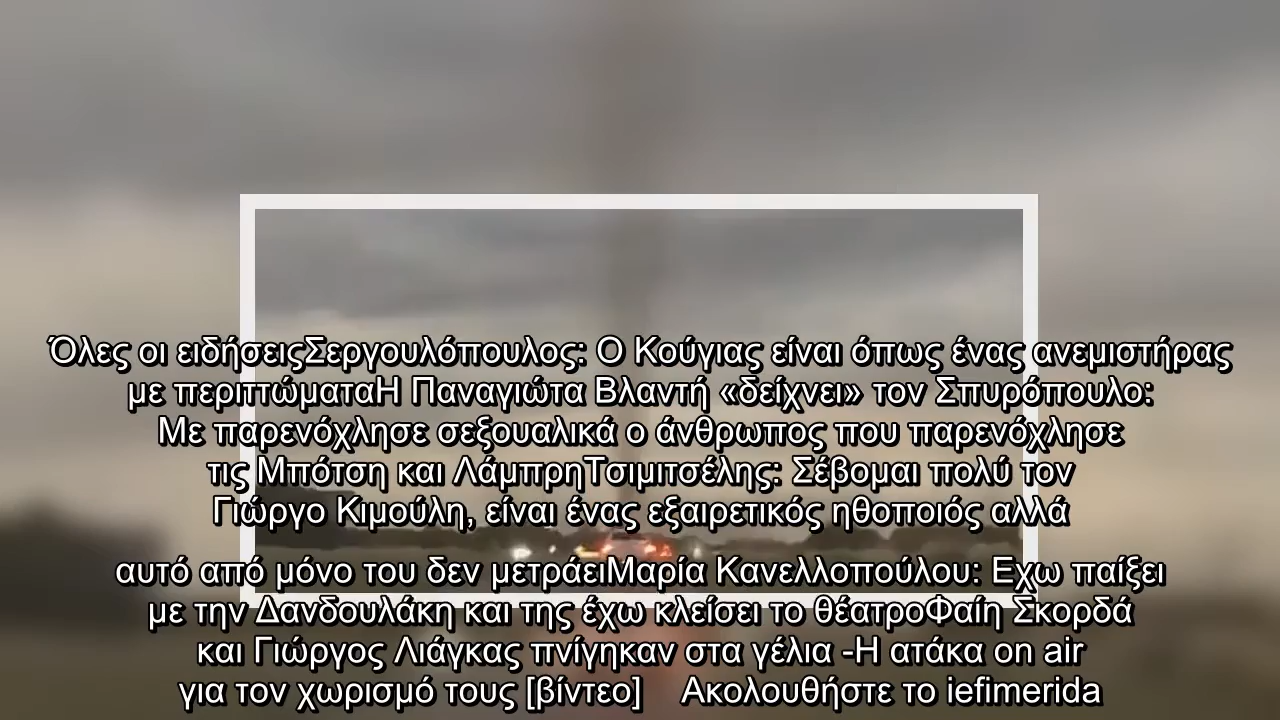 Όλες οι ειδήσειςΣεργουλόπουλος: Ο Κούγιας είναι όπως ένας ανεμιστήρας
με περιττώματαΗ Παναγιώτα Βλαντή «δείχνει» τον Σπυρόπουλο:
Με παρενόχλησε σεξουαλικά ο άνθρωπος που παρενόχλησε
τις Μπότση και ΛάμπρηΤσιμιτσέλης: Σέβομαι πολύ τον
Γιώργο Κιμούλη, είναι ένας εξαιρετικός ηθοποιός αλλά
αυτό από μόνο του δεν μετράειΜαρία Κανελλοπούλου: Εχω παίξει
με την Δανδουλάκη και της έχω κλείσει το θέατροΦαίη Σκορδά
και Γιώργος Λιάγκας πνίγηκαν στα γέλια -Η ατάκα on air
για τον χωρισμό τους [βίντεο] Ακολουθήστε το iefimerida